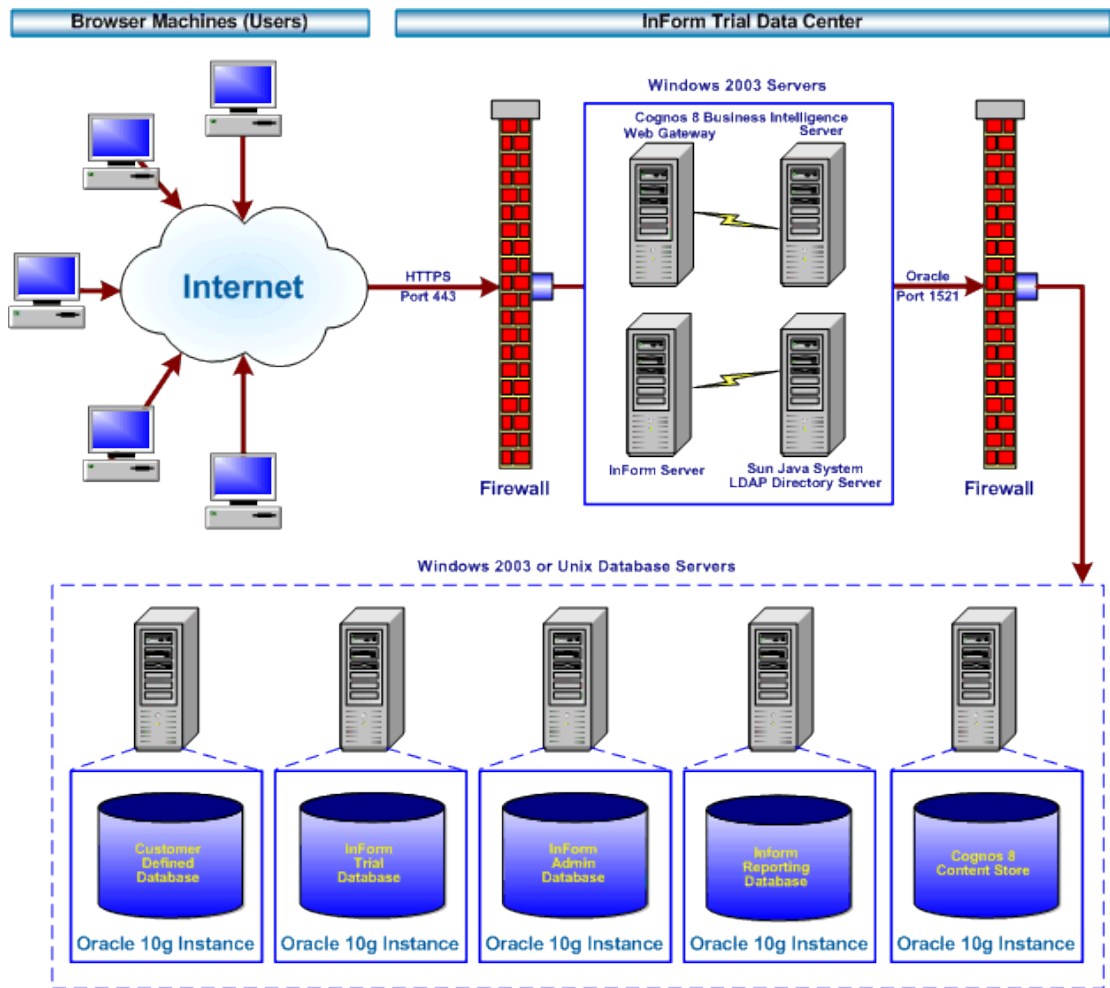 Browser Machines (Users)
InForm Trial Data Center
Windows 2003 Servers
Cognos 8 Business Intelligence
Web Gateway
Server
Internet
HTTPS
Port 443
Oracle
Port 1521
InForm Server
Sun Java System
LDAP Directory Server
Firewall
Firewall
Windows 2003 or Unix Database Servers
Customer
Defined
Database
InForm
Trial
Database
InForm
Admin
Database
Inform
Reporting
Database
Cognos 8
Content Store
Oracle 10g Instance
Oracle 10g Instance
Oracle 10g Instance
Oracle 10g Instance
Oracle 10g Instance